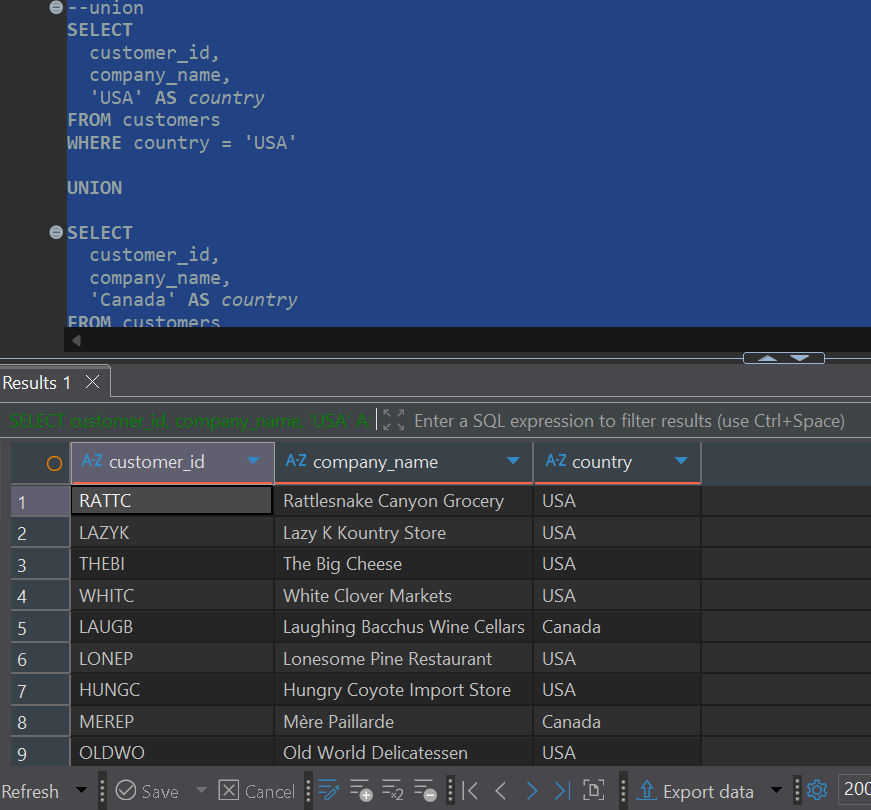 --union
SELECT
customer_id,
company_name,
'USA' AS country
FROM customers
WHERE country = 'USA'
UNION
SELECT
customer_id,
company_name,
'Canada' AS country
FROM customers
Results 1
SELECT customer_id, company_name, 'USA' A
Enter a SQL expression to filter results (use Ctrl+Space)
A-Z customer_id A-Z company_name A-Z country
1 RATTC Rattlesnake Canyon Grocery USA
2 LAZYK Lazy K Kountry Store USA
3 THEBI The Big Cheese USA
4 WHITC White Clover Markets USA
5 LAUGB Laughing Bacchus Wine Cellars Canada
6 LONEP Lonesome Pine Restaurant USA
7 HUNGC Hungry Coyote Import Store USA
8 MEREP Mère Paillarde Canada
9 OLDWO Old World Delicatessen USA
Refresh Save Cancel Export data 200